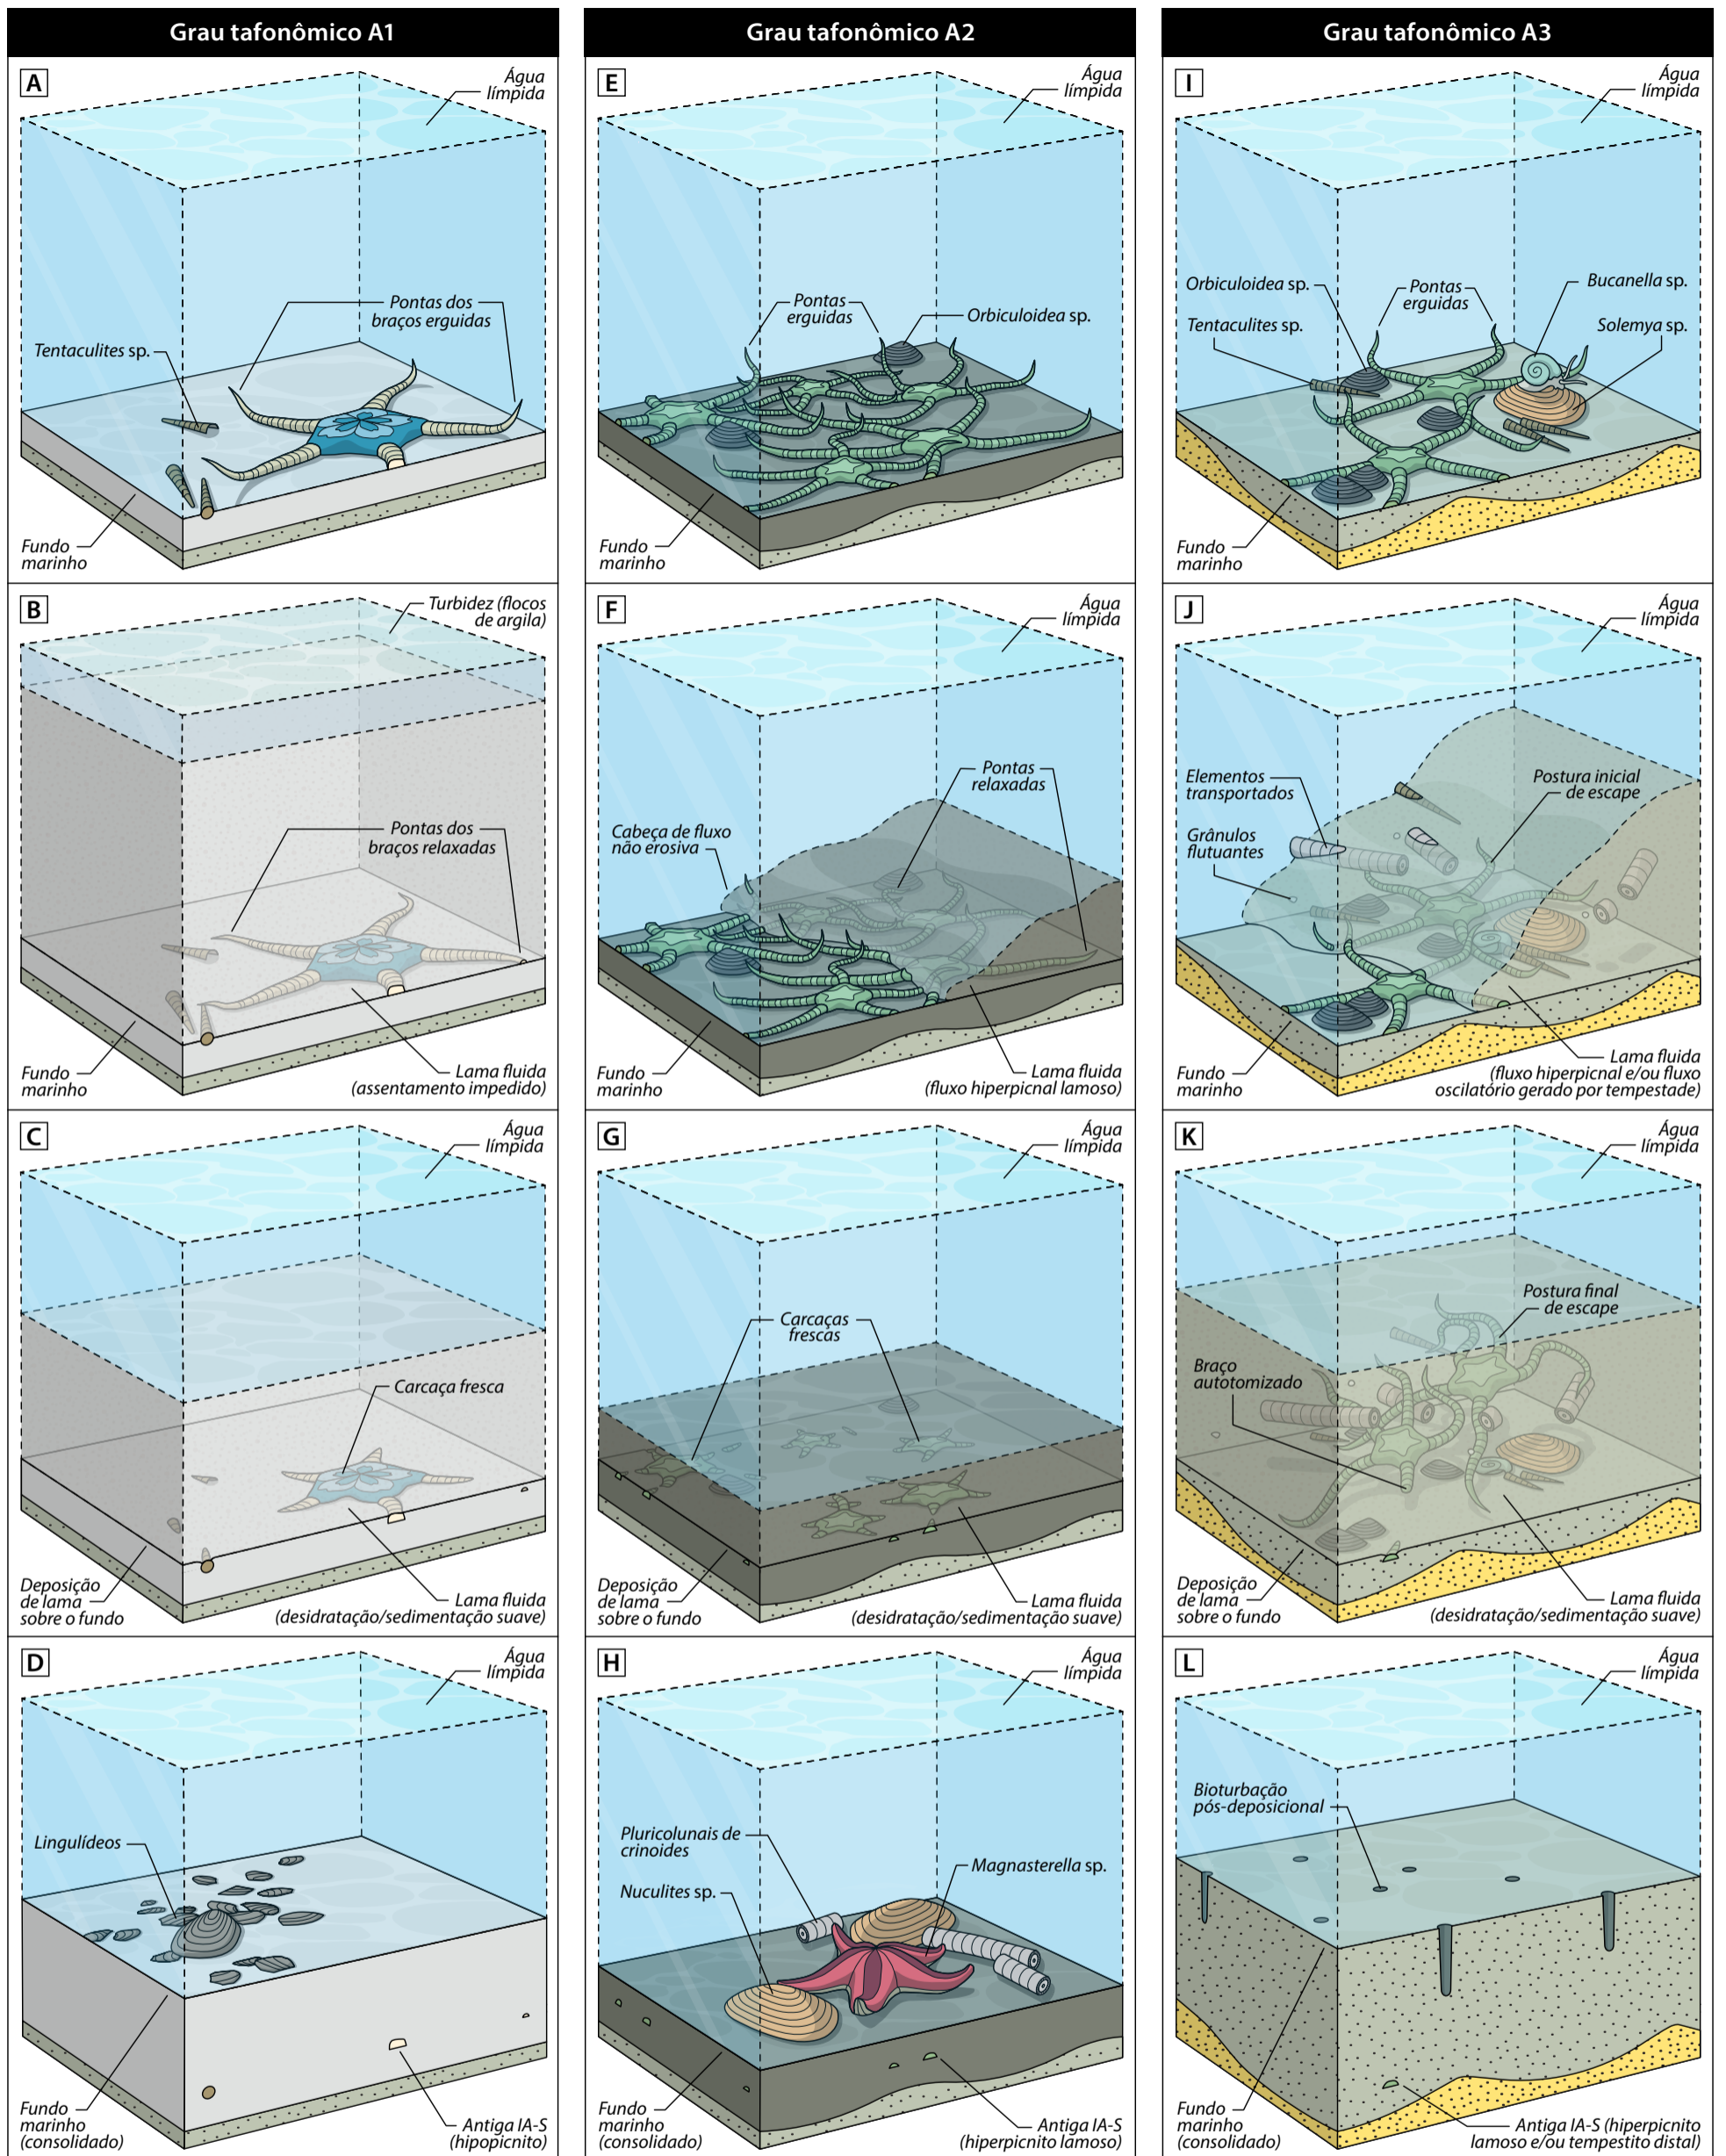 Grau tafonômico A1
A
Água
límpida
Pontas dos
braços erguidas
Tentaculites sp.
Fundo
marinho
B
Turbidez (flocos
de argila)
Pontas dos
braços relaxadas
Fundo
marinho
Lama fluida
(assentamento impedido)
C
Água
límpida
Carcaça fresca
Deposição
de lama
sobre o fundo
Lama fluida
(desidratação/sedimentação suave)
D
Água
límpida
Lingulídeos
Fundo
marinho
(consolidado)
Antiga IA-S
(hipopicnito)
Grau tafonômico A2
E
Água
límpida
Pontas
erguidas
Orbiculoidea sp.
Fundo
marinho
F
Água
límpida
Pontas
relaxadas
Cabeça de fluxo
não erosiva
Fundo
marinho
Lama fluida
(fluxo hiperpicnal lamoso)
G
Água
límpida
Carcaças
frescas
Deposição
de lama
sobre o fundo
Lama fluida
(desidratação/sedimentação suave)
H
Água
límpida
Pluricolunais de
crinoides
Magnasterella sp.
Nuculites sp.
Fundo
marinho
(consolidado)
Antiga IA-S
(hiperpicnito lamoso)
Grau tafonômico A3
I
Água
límpida
Orbiculoidea sp.
Pontas
erguidas
Bucanella sp.
Tentaculites sp.
Solemya sp.
Fundo
marinho
J
Água
límpida
Elementos
transportados
Postura inicial
de escape
Grânulos
flutuantes
Fundo
marinho
Lama fluida
(fluxo hiperpicnal e/ou fluxo
oscilatório gerado por tempestade)
K
Água
límpida
Postura final
de escape
Braço
autotomizado
Deposição
de lama
sobre o fundo
Lama fluida
(desidratação/sedimentação suave)
L
Água
límpida
Bioturbação
pós-deposicional
Fundo
marinho
(consolidado)
Antiga IA-S (hiperpicnito
lamoso e/ou tempestito distal)